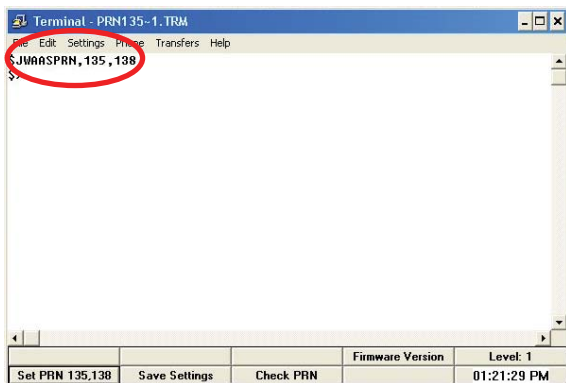 Terminal - PRN135~1.TRM
File Edit Settings Phone Transfers Help
$JWAASPRN,135,138
$>
Firmware Version Level: 1
Set PRN 135,138 Save Settings Check PRN 01:21:29 PM